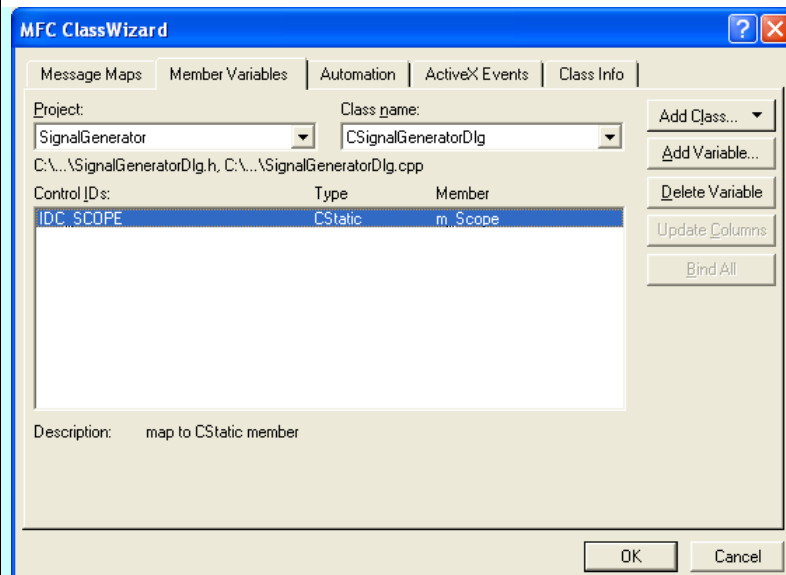 MFC ClassWizard
Message Maps Member Variables Automation ActiveX Events Class Info
Project: Class name:
SignalGenerator CSignalGeneratorDlg
C:\...\SignalGeneratorDlg.h, C:\...\SignalGeneratorDlg.cpp
Control IDs: Type Member
IDC_SCOPE CStatic m_Scope
Add Class...
Add Variable...
Delete Variable
Update Columns
Bind All
Description: map to CStatic member
OK Cancel